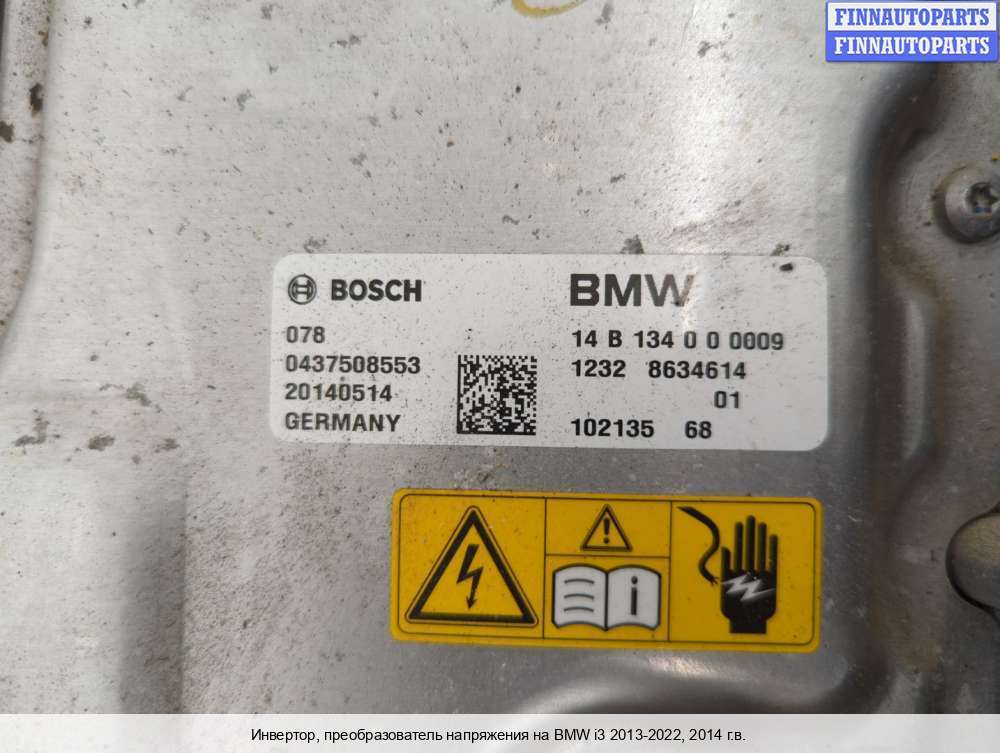 FINNAUTOPARTS
FINNAUTOPARTS
BOSCH
078
0437508553
20140514
GERMANY
BMW
14 B 134 0 0 0009
1232 8634614
01
102135 68
i
Инвертор, преобразователь напряжения на BMW i3 2013-2022, 2014 г.в.